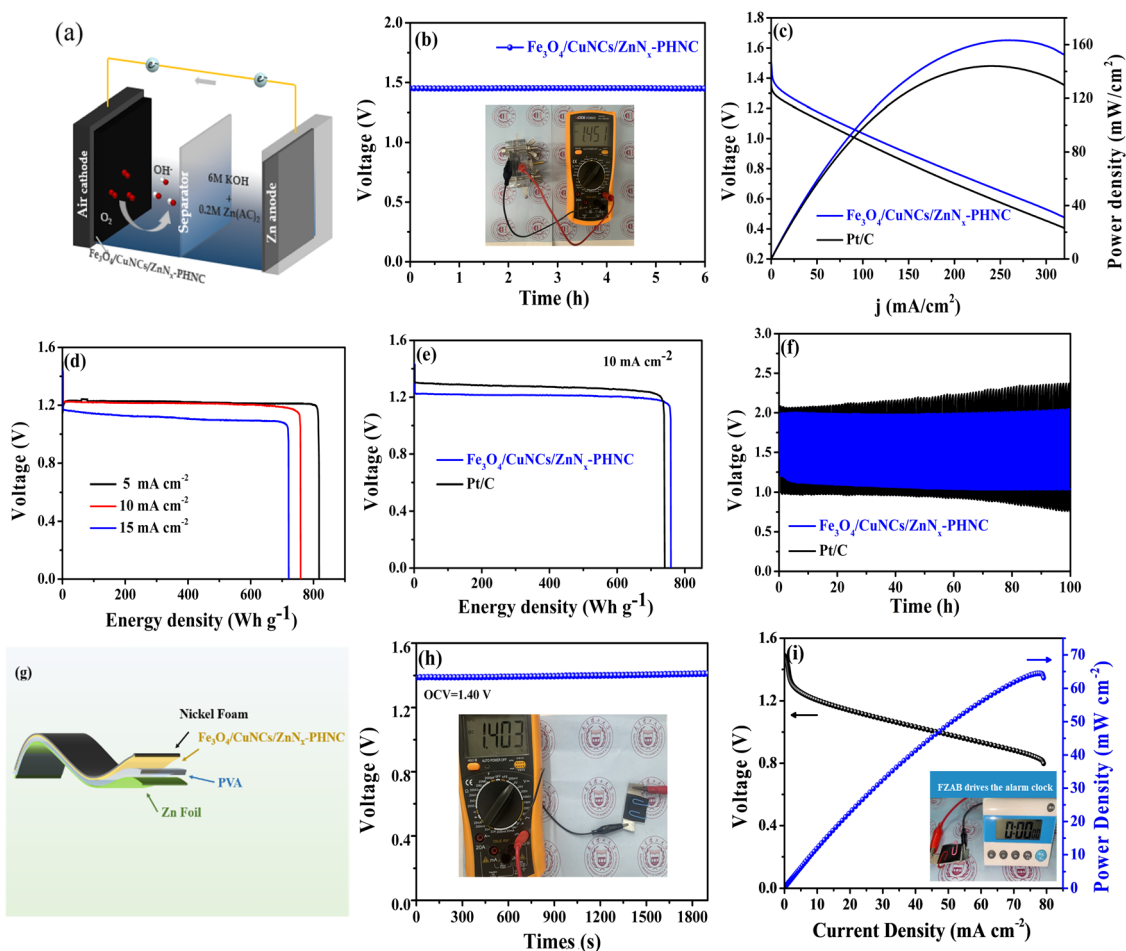 (a)
e⁻
e⁻
Air cathode
OH⁻
O₂
Separator
6M KOH
+
0.2M Zn(AC)₂
Zn anode
Fe₃O₄/CuNCs/ZnNₓ-PHNC
(b)
Fe₃O₄/CuNCs/ZnNₓ-PHNC
2.0
1.5
1.0
0.5
0.0
Voltage (V)
1.451
0 1 2 3 4 5 6
Time (h)
(c)
1.8
1.6
1.4
1.2
1.0
0.8
0.6
0.4
0.2
Voltage (V)
160
120
80
40
0
Power density (mW/cm²)
Fe₃O₄/CuNCs/ZnNₓ-PHNC
Pt/C
0 50 100 150 200 250 300
j (mA/cm²)
(d)
1.6
1.2
0.8
0.4
0.0
Voltage (V)
5 mA cm⁻²
10 mA cm⁻²
15 mA cm⁻²
0 200 400 600 800
Energy density (Wh g⁻¹)
(e)
10 mA cm⁻²
1.6
1.2
0.8
0.4
0.0
Voltage (V)
Fe₃O₄/CuNCs/ZnNₓ-PHNC
Pt/C
0 200 400 600 800
Energy density (Wh g⁻¹)
(f)
3.0
2.5
2.0
1.5
1.0
0.5
0.0
Volatge (V)
Fe₃O₄/CuNCs/ZnNₓ-PHNC
Pt/C
0 20 40 60 80 100
Time (h)
(g)
Nickel Foam
Fe₃O₄/CuNCs/ZnNₓ-PHNC
PVA
Zn Foil
(h)
OCV=1.40 V
1.6
1.4
1.2
0.8
0.4
0.0
Voltage (V)
1.403
20A
0 300 600 900 1200 1500 1800
Times (s)
(i)
1.6
1.2
0.8
0.4
0.0
Voltage (V)
70
60
50
40
30
20
10
0
Power Density (mW cm⁻²)
FZAB drives the alarm clock
0:00
0 10 20 30 40 50 60 70 80
Current Density (mA cm⁻²)